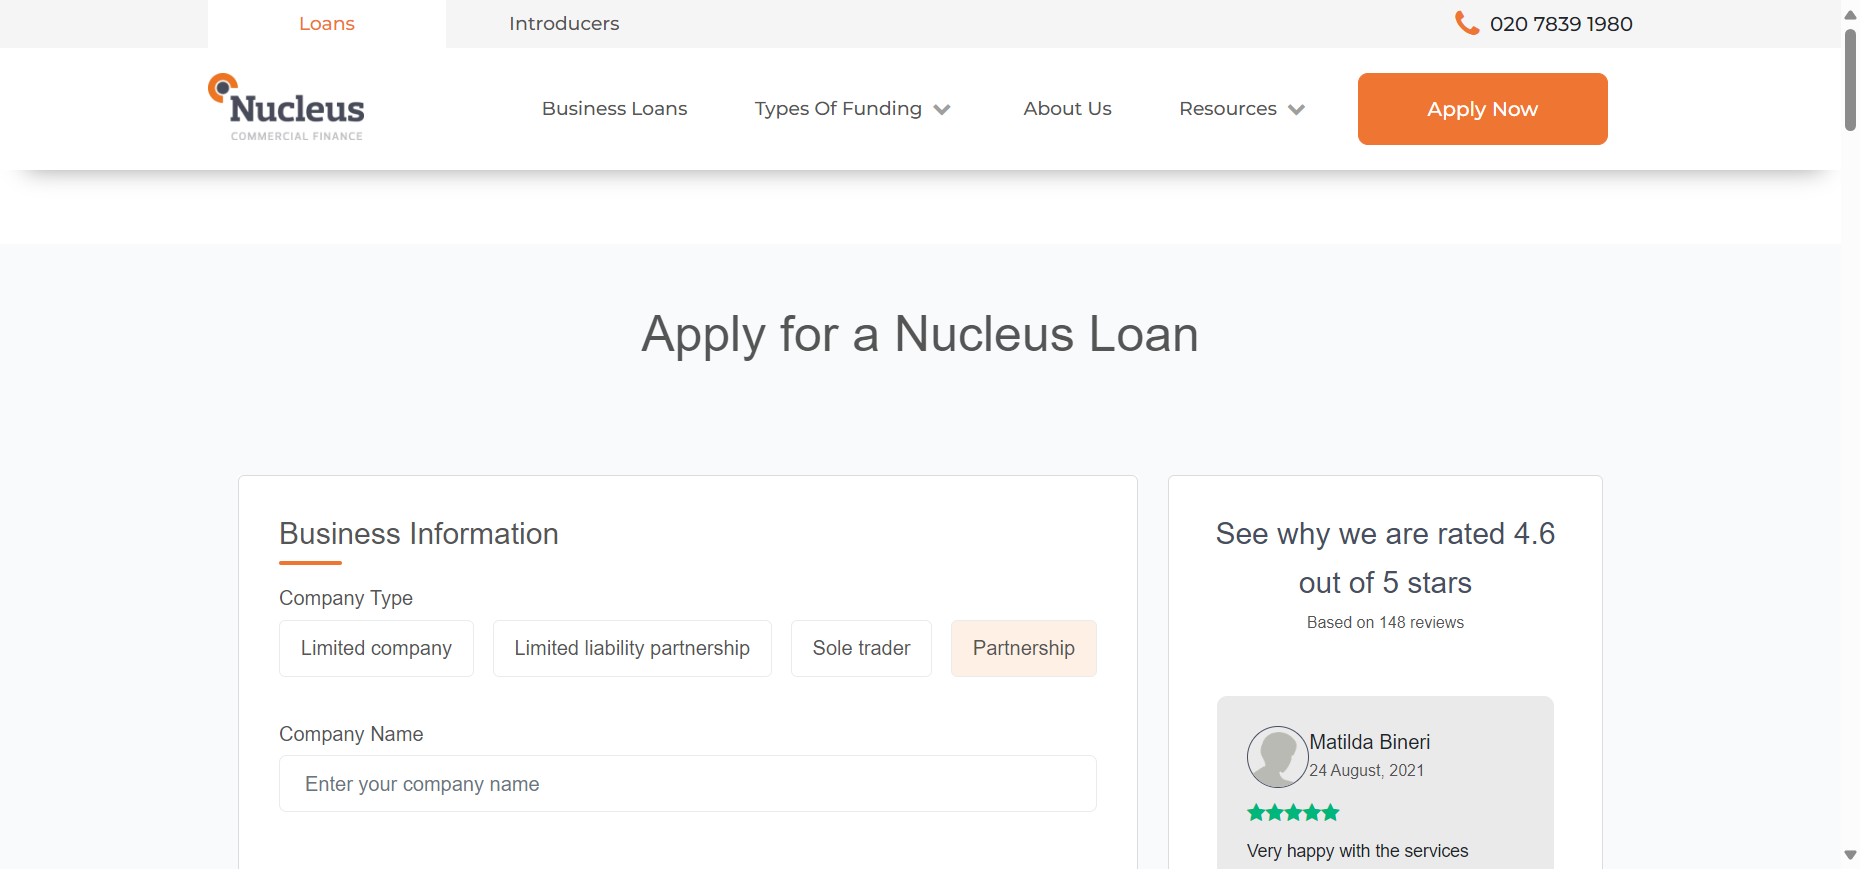 Loans
Introducers
020 7839 1980
Nucleus
COMMERCIAL FINANCE
Business Loans
Types Of Funding
About Us
Resources
Apply Now
Apply for a Nucleus Loan
Business Information
Company Type
Limited company
Limited liability partnership
Sole trader
Partnership
Company Name
Enter your company name
See why we are rated 4.6
out of 5 stars
Based on 148 reviews
Matilda Bineri
24 August, 2021
Very happy with the services